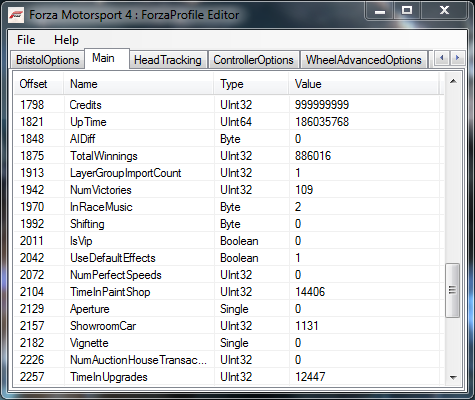 Forza Motorsport 4 : ForzaProfile Editor
File Help
BristolOptions Main HeadTracking ControllerOptions WheelAdvancedOptions
Offset Name Type Value
1798 Credits UInt32 999999999
1821 UpTime UInt64 186035768
1848 AIDiff Byte 0
1875 TotalWinnings UInt32 886016
1913 LayerGroupImportCount UInt32 1
1942 NumVictories UInt32 109
1970 InRaceMusic Byte 2
1992 Shifting Byte 0
2011 IsVip Boolean 0
2042 UseDefaultEffects Boolean 1
2072 NumPerfectSpeeds UInt32 0
2104 TimeInPaintShop UInt32 14406
2129 Aperture Single 0
2157 ShowroomCar UInt32 1131
2182 Vignette Single 0
2226 NumAuctionHouseTransac... UInt32 0
2257 TimeInUpgrades UInt32 12447